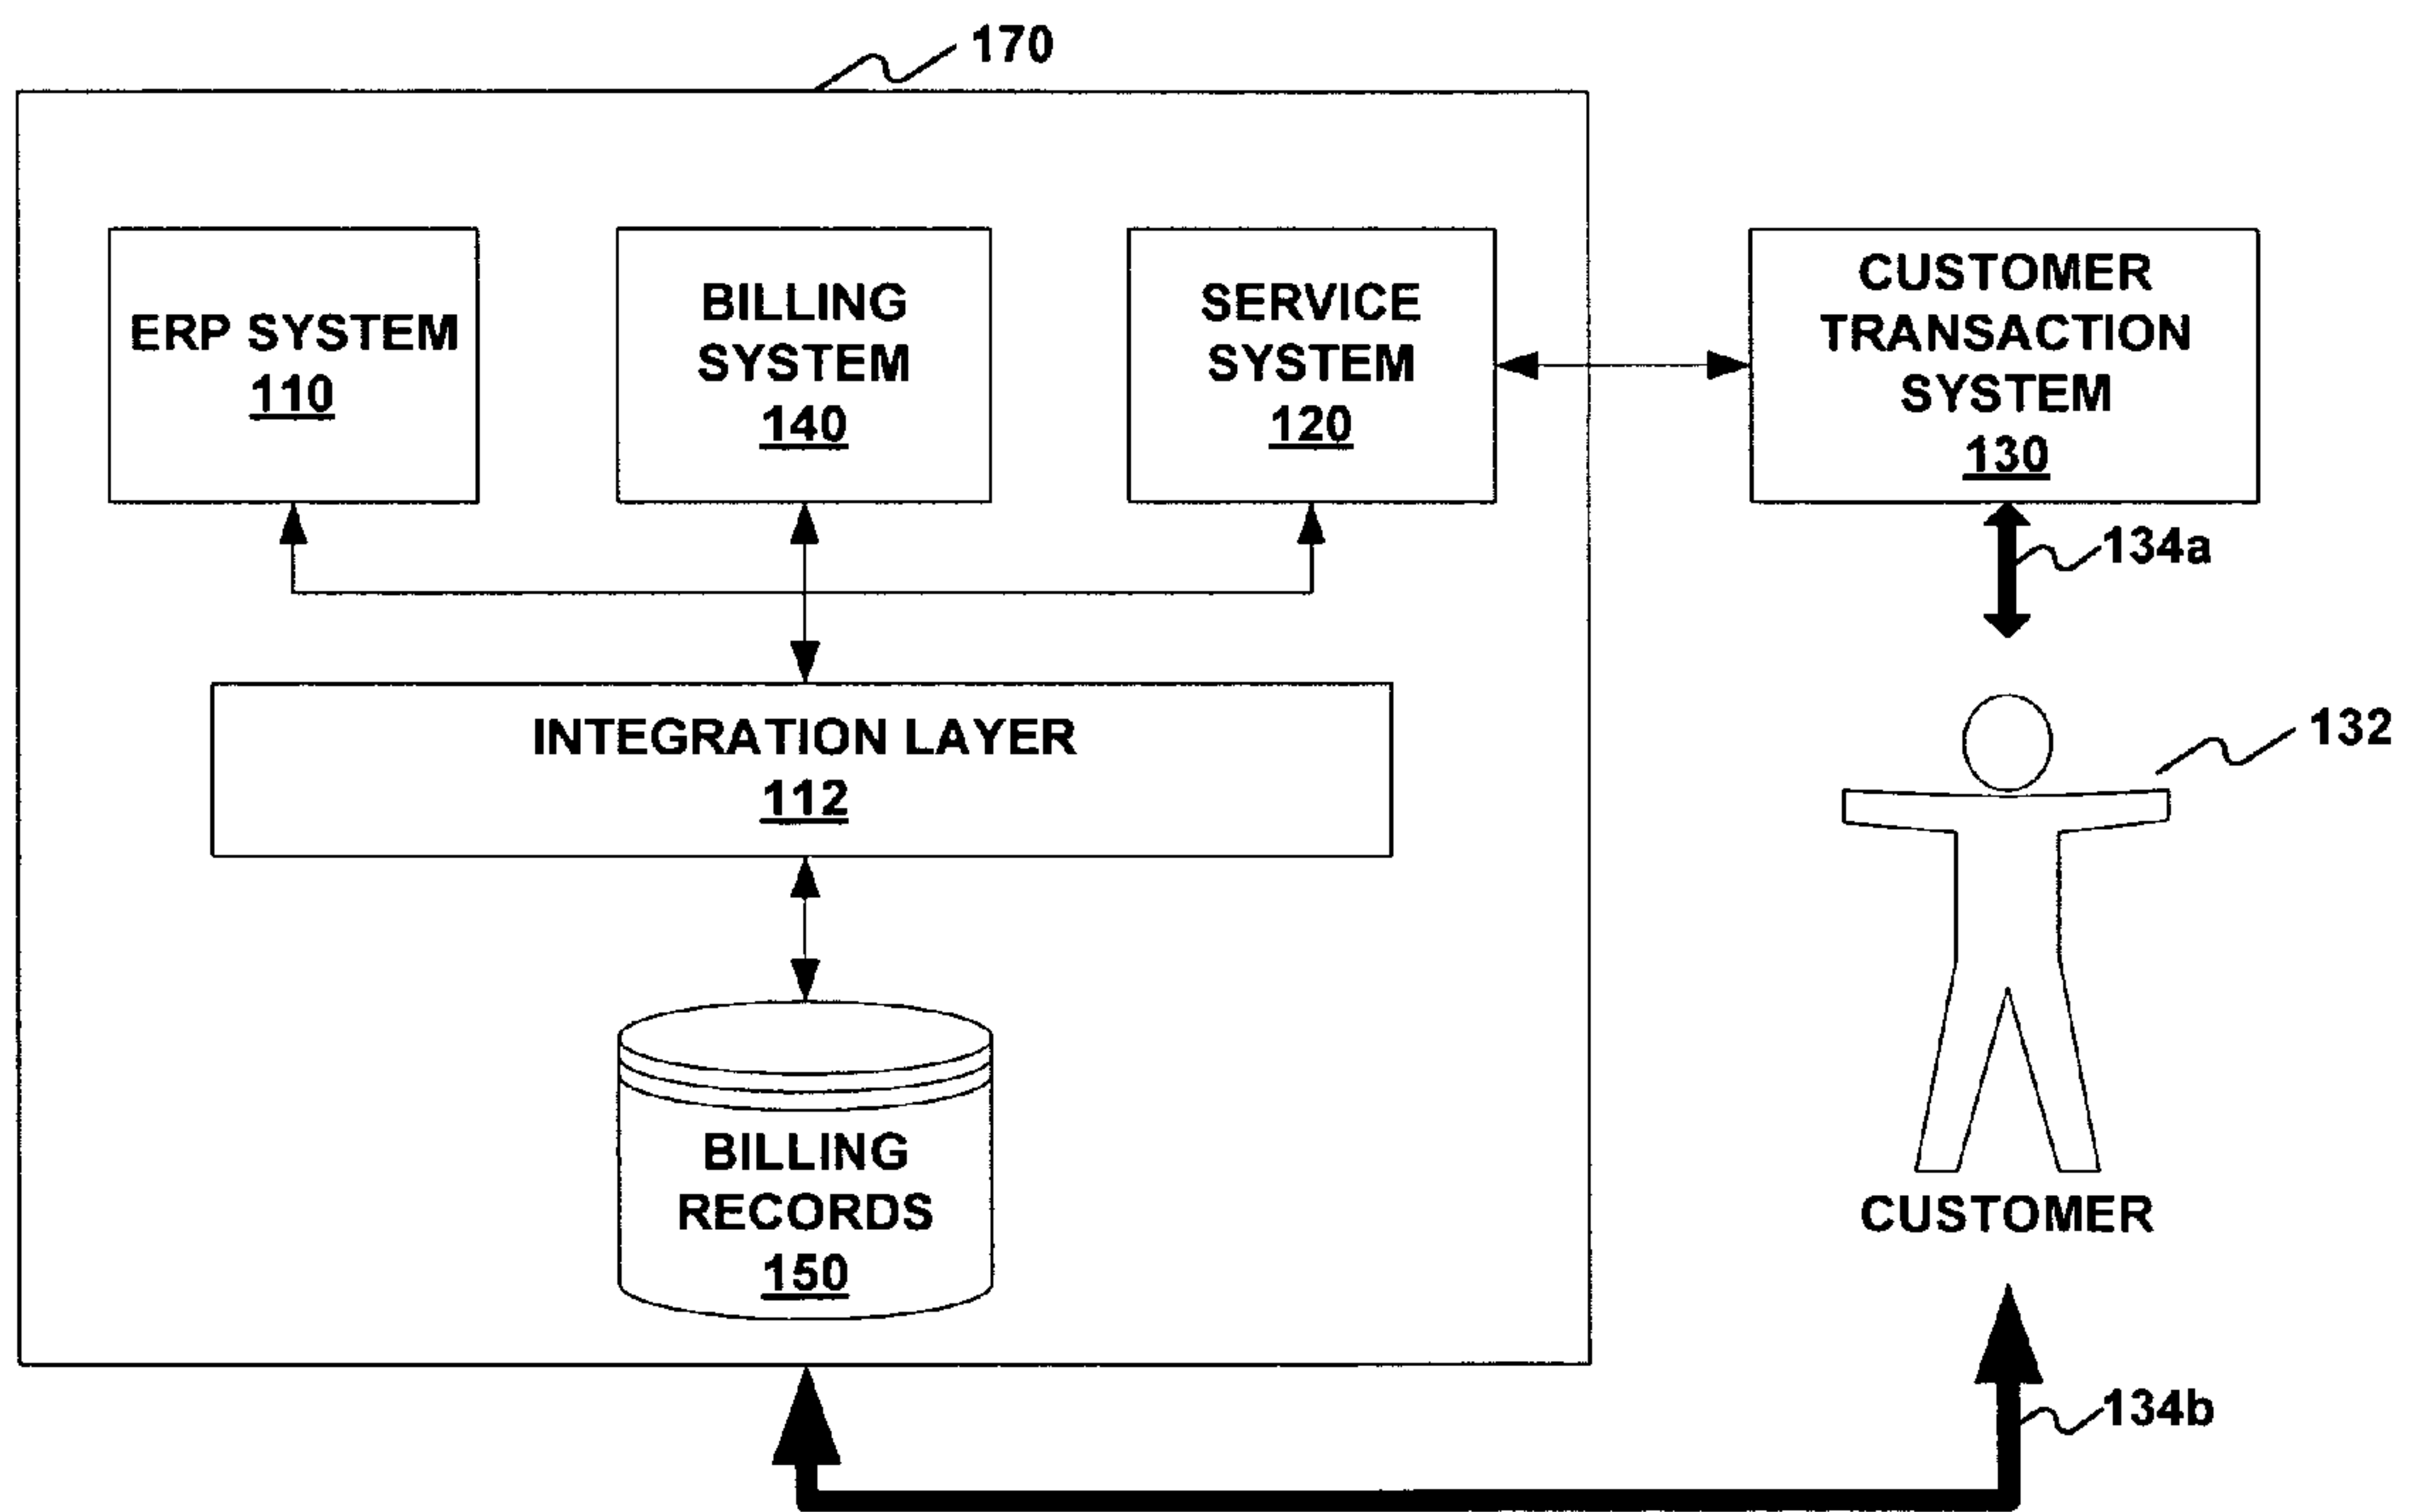 170
ERP SYSTEM
110
BILLING
SYSTEM
140
SERVICE
SYSTEM
120
CUSTOMER
TRANSACTION
SYSTEM
130
134a
INTEGRATION LAYER
112
132
BILLING
RECORDS
150
CUSTOMER
134b